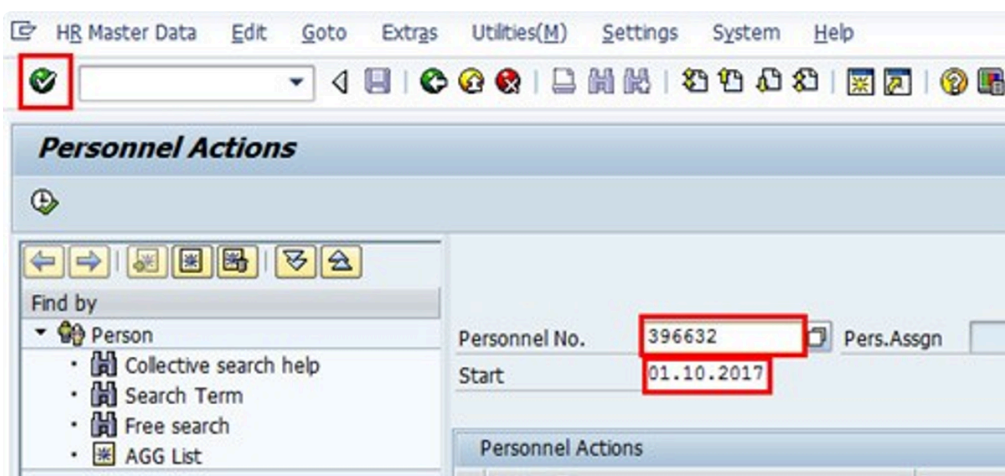 HR Master Data Edit Goto Extras Utilities(M) Settings System Help
Personnel Actions
Find by
Person
Collective search help
Search Term
Free search
AGG List
Personnel No. 396632 Pers.Assgn
Start 01.10.2017
Personnel Actions